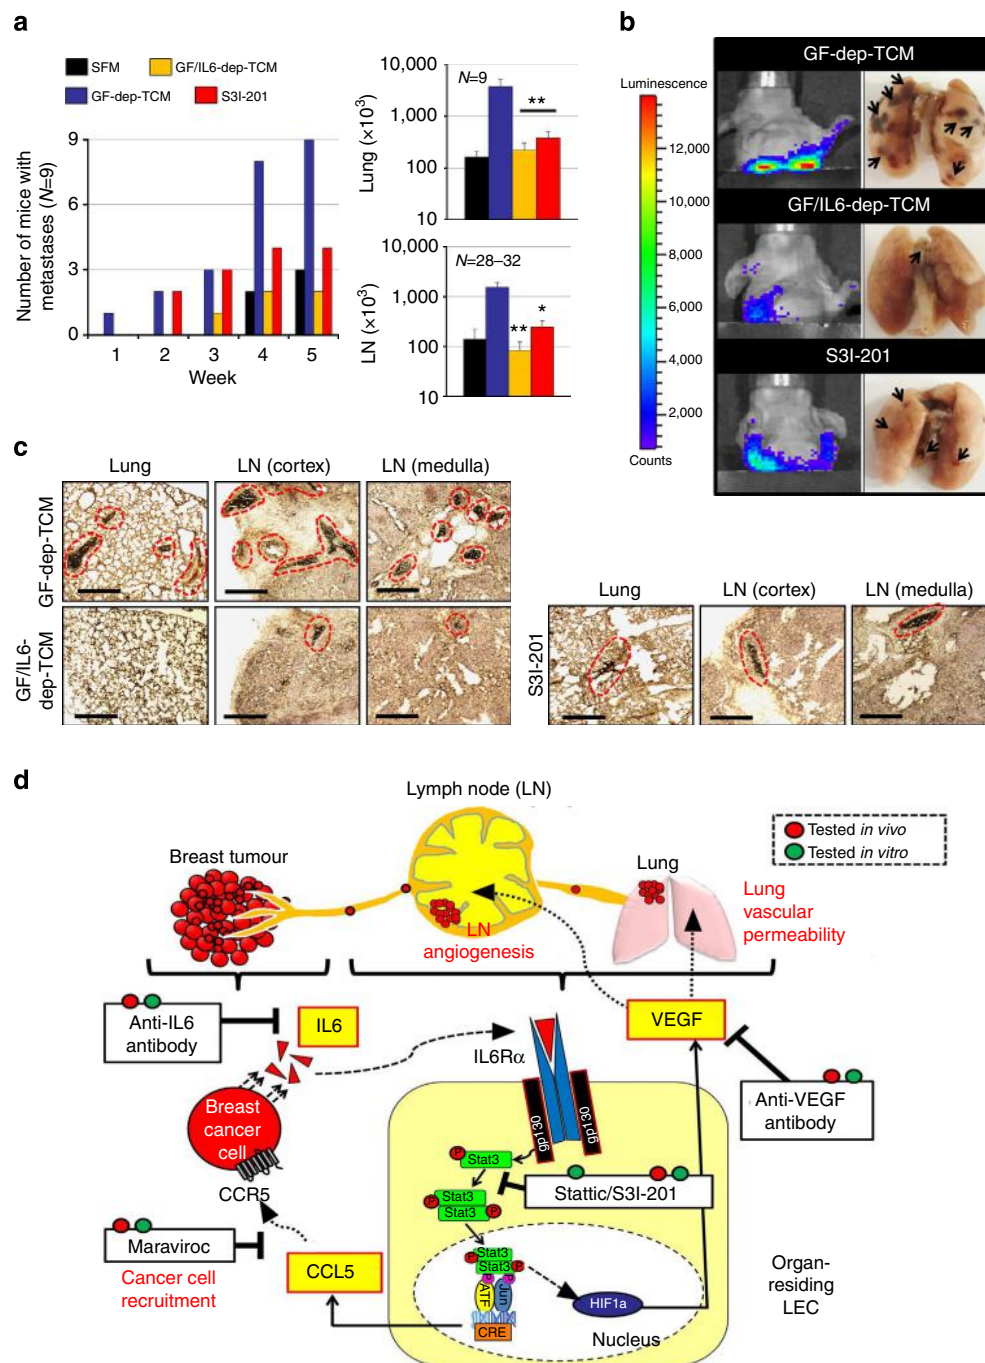 a
SFM
GF/IL6-dep-TCM
GF-dep-TCM
S3I-201
Number of mice with
metastases (N=9)
9
6
3
0
1 2 3 4 5
Week
Lung (×10³)
10,000
1,000
100
10
N=9
**
LN (×10³)
10,000
1,000
100
10
N=28–32
**
*
b
Luminescence
12,000
10,000
8,000
6,000
4,000
2,000
Counts
GF-dep-TCM
GF/IL6-dep-TCM
S3I-201
c
Lung LN (cortex) LN (medulla)
GF-dep-TCM
GF/IL6-
dep-TCM
Lung LN (cortex) LN (medulla)
S3I-201
d
Lymph node (LN)
Tested in vivo
Tested in vitro
Breast tumour
Lung
Lung
vascular
permeability
LN
angiogenesis
Anti-IL6
antibody
IL6
VEGF
IL6Rα
Anti-VEGF
antibody
Breast
cancer
cell
gp130
gp130
CCR5
P
Stat3
Stattic/S3I-201
Stat3
P
Stat3
P
Maraviroc
Cancer cell
recruitment
CCL5
Stat3
P
Stat3
P
P
P
ATF
Jun
CRE
HIF1a
Nucleus
Organ-
residing
LEC